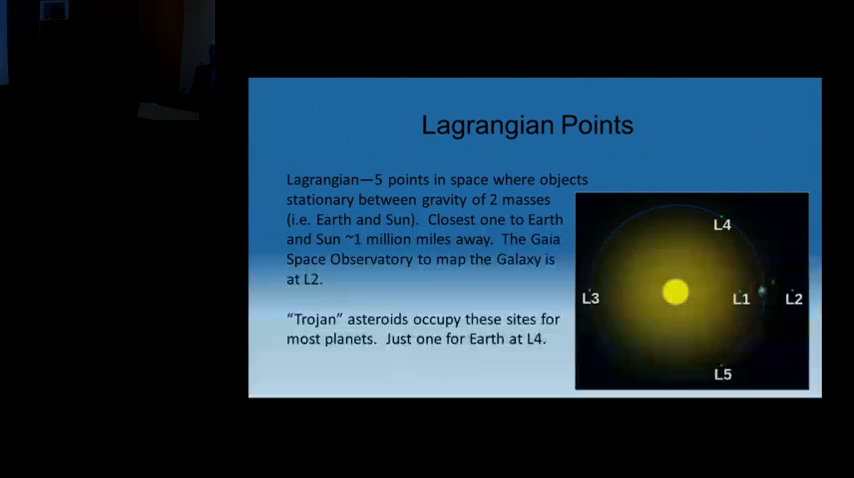 Lagrangian Points
Lagrangian—5 points in space where objects
stationary between gravity of 2 masses
(i.e. Earth and Sun).  Closest one to Earth
and Sun ~1 million miles away.  The Gaia
Space Observatory to map the Galaxy is
at L2.
“Trojan” asteroids occupy these sites for
most planets.  Just one for Earth at L4.
L4
L3
L1
L2
L5